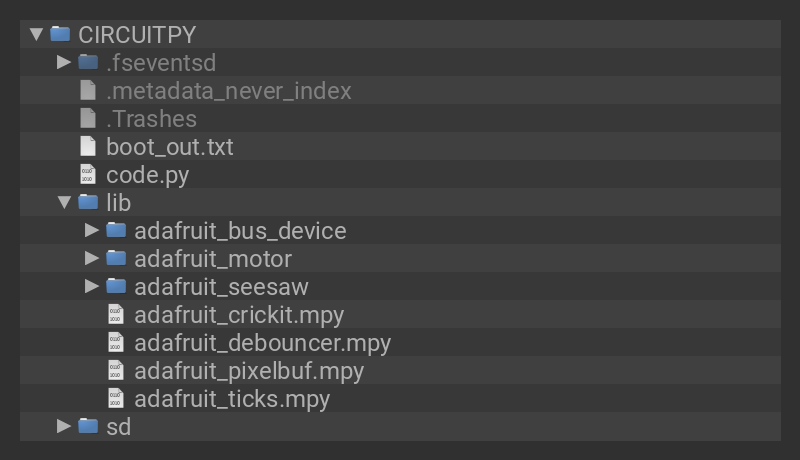 CIRCUITPY
.fseventsd
.metadata_never_index
.Trashes
boot_out.txt
code.py
lib
adafruit_bus_device
adafruit_motor
adafruit_seesaw
adafruit_crickit.mpy
adafruit_debouncer.mpy
adafruit_pixelbuf.mpy
adafruit_ticks.mpy
sd